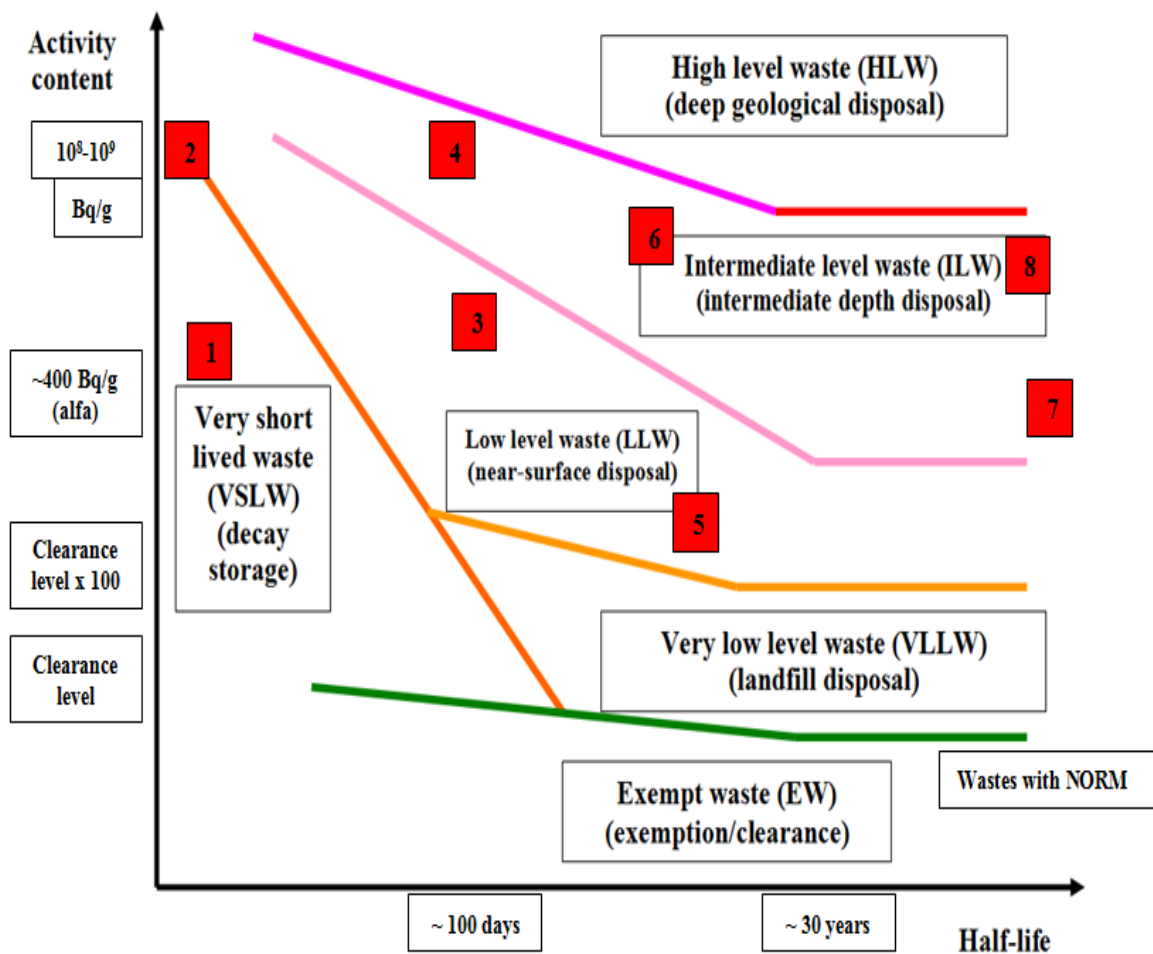 Activity
content
High level waste (HLW)
(deep geological disposal)
10⁸-10⁹
Bq/g
2
4
6
8
Intermediate level waste (ILW)
(intermediate depth disposal)
3
1
~400 Bq/g
(alfa)
7
Very short
lived waste
(VSLW)
(decay
storage)
Low level waste (LLW)
(near-surface disposal)
5
Clearance
level x 100
Clearance
level
Very low level waste (VLLW)
(landfill disposal)
Wastes with NORM
Exempt waste (EW)
(exemption/clearance)
~ 100 days
~ 30 years
Half-life